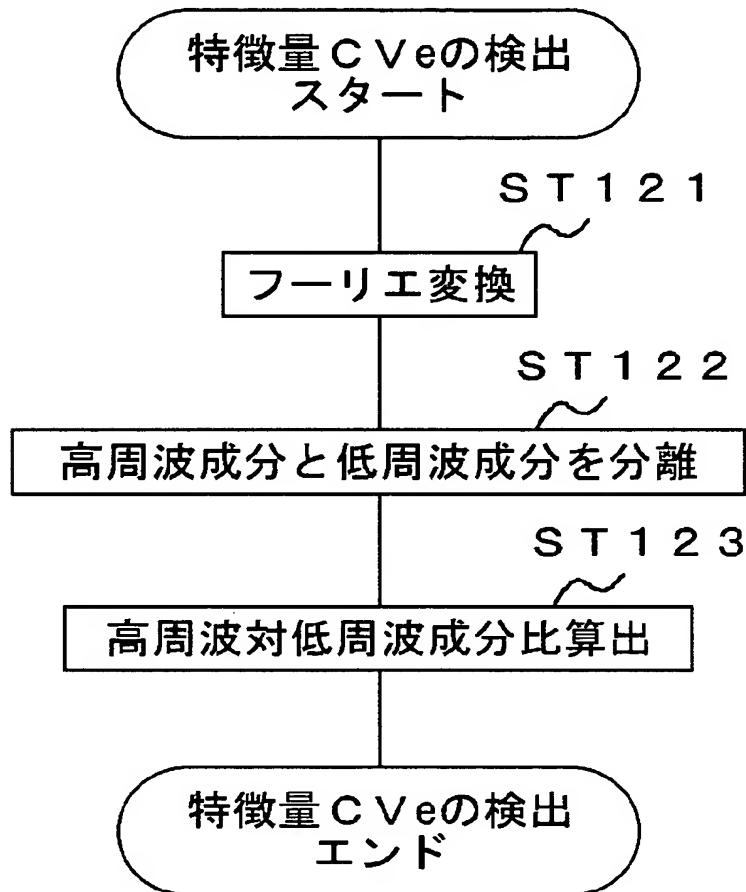 特徴量ＣＶeの検出
スタート
ＳＴ１２１
フーリエ変換
ＳＴ１２２
高周波成分と低周波成分を分離
ＳＴ１２３
高周波対低周波成分比算出
特徴量ＣＶeの検出
エンド